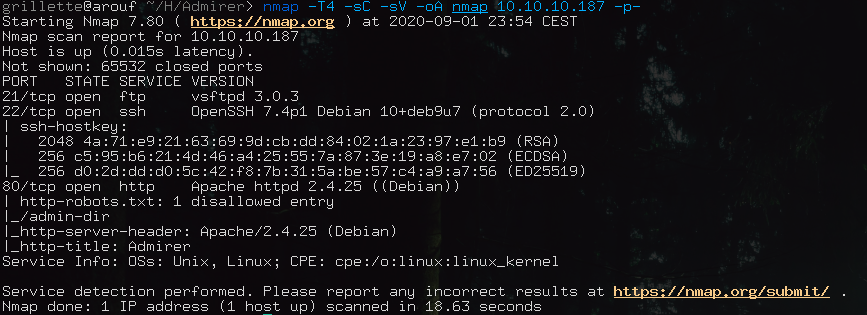 grillette@arouf ~/H/Admirer> nmap -T4 -sC -sV -oA nmap 10.10.10.187 -p-
Starting Nmap 7.80 ( https://nmap.org ) at 2020-09-01 23:54 CEST
Nmap scan report for 10.10.10.187
Host is up (0.015s latency).
Not shown: 65532 closed ports
PORT   STATE SERVICE VERSION
21/tcp open  ftp     vsftpd 3.0.3
22/tcp open  ssh     OpenSSH 7.4p1 Debian 10+deb9u7 (protocol 2.0)
| ssh-hostkey:
|   2048 4a:71:e9:21:63:69:9d:cb:dd:84:02:1a:23:97:e1:b9 (RSA)
|   256 c5:95:b6:21:4d:46:a4:25:55:7a:87:3e:19:a8:e7:02 (ECDSA)
|_  256 d0:2d:dd:d0:5c:42:f8:7b:31:5a:be:57:c4:a9:a7:56 (ED25519)
80/tcp open  http    Apache httpd 2.4.25 ((Debian))
| http-robots.txt: 1 disallowed entry
|_/admin-dir
|_http-server-header: Apache/2.4.25 (Debian)
|_http-title: Admirer
Service Info: OSs: Unix, Linux; CPE: cpe:/o:linux:linux_kernel
Service detection performed. Please report any incorrect results at https://nmap.org/submit/ .
Nmap done: 1 IP address (1 host up) scanned in 18.63 seconds